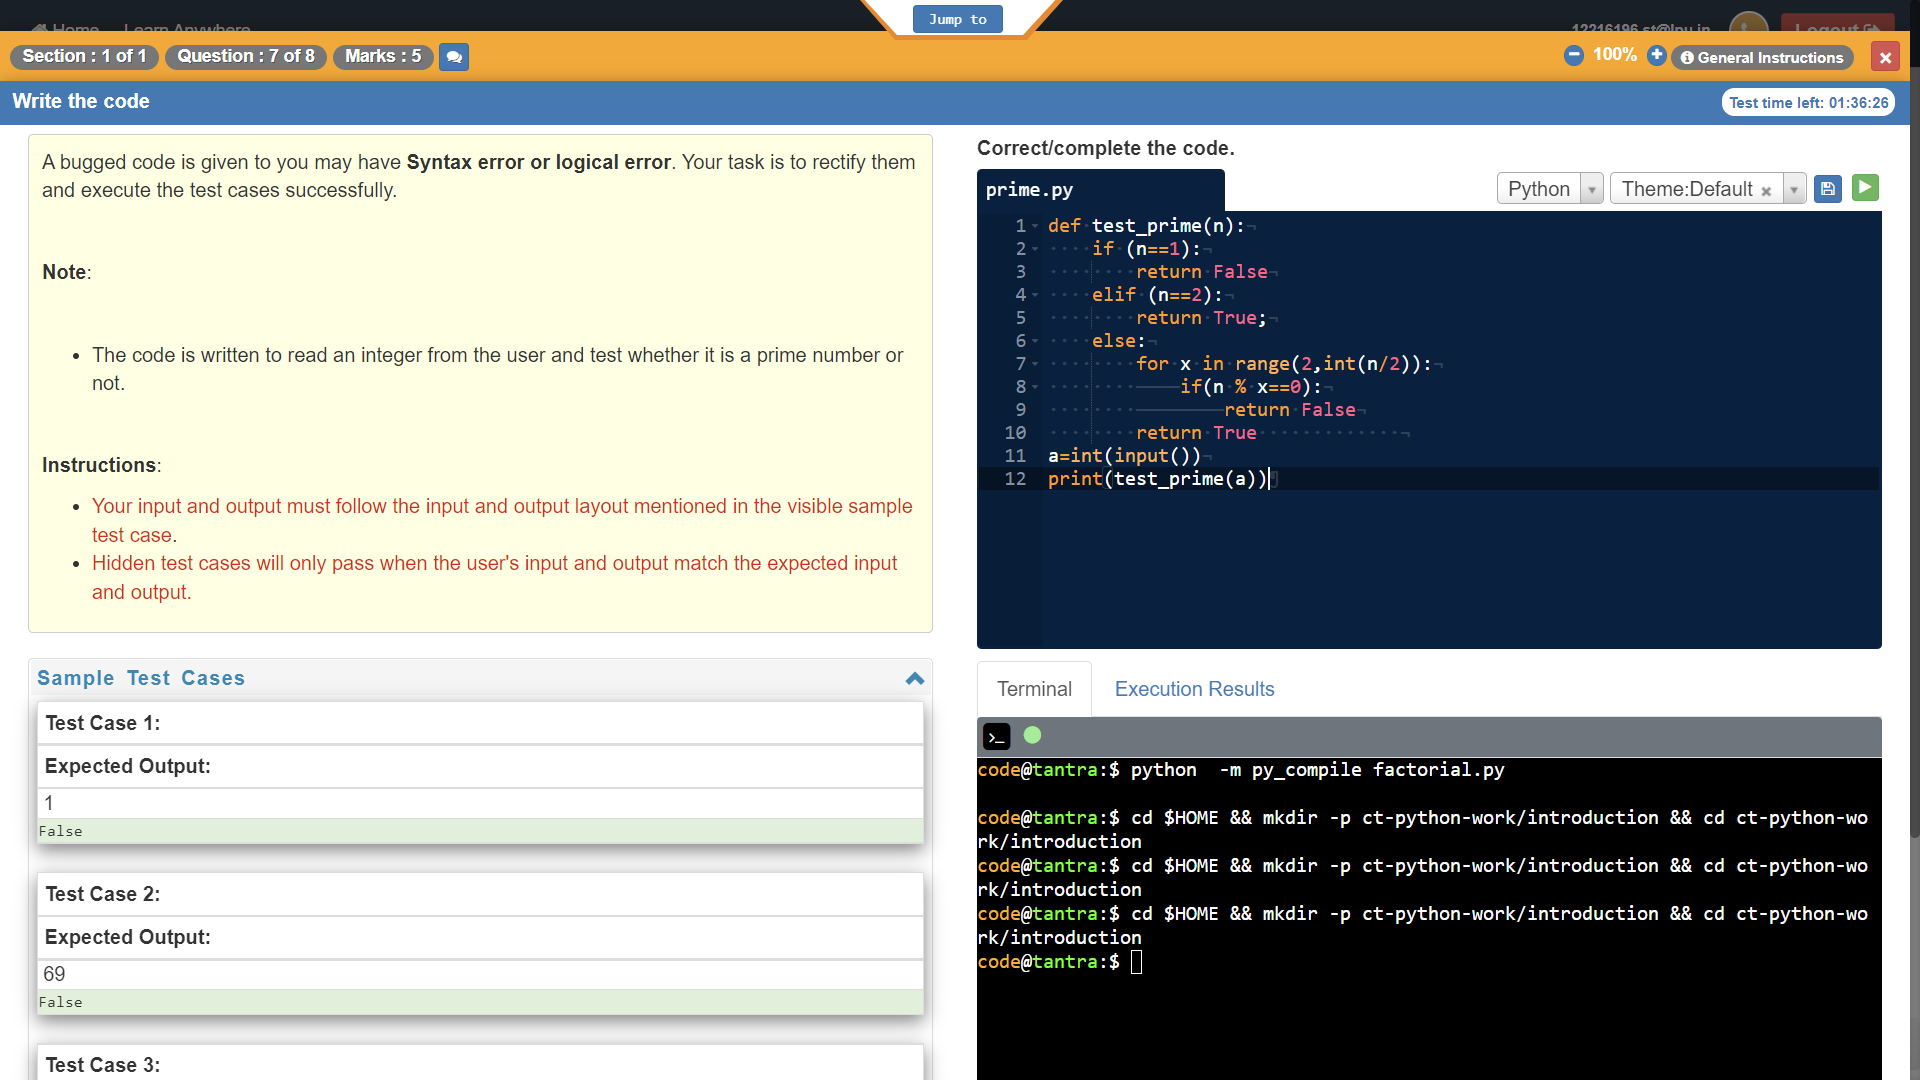 Jump to
Home Learn Anywhere
12216196.st@lpu.in Logout
Section : 1 of 1 Question : 7 of 8 Marks : 5
100% General Instructions
Write the code
Test time left: 01:36:26
A bugged code is given to you may have Syntax error or logical error. Your task is to rectify them
and execute the test cases successfully.
Note:
• The code is written to read an integer from the user and test whether it is a prime number or
not.
Instructions:
• Your input and output must follow the input and output layout mentioned in the visible sample
test case.
• Hidden test cases will only pass when the user's input and output match the expected input
and output.
Sample Test Cases
Test Case 1:
Expected Output:
1
False
Test Case 2:
Expected Output:
69
False
Test Case 3:
Correct/complete the code.
prime.py
Python Theme:Default ×
1 def test_prime(n):
2 if (n==1):
3 return False
4 elif (n==2):
5 return True;
6 else:
7 for x in range(2,int(n/2)):
8 if(n % x==0):
9 return False
10 return True
11 a=int(input())
12 print(test_prime(a))
Terminal Execution Results
code@tantra:$ python -m py_compile factorial.py
code@tantra:$ cd $HOME && mkdir -p ct-python-work/introduction && cd ct-python-wo
rk/introduction
code@tantra:$ cd $HOME && mkdir -p ct-python-work/introduction && cd ct-python-wo
rk/introduction
code@tantra:$ cd $HOME && mkdir -p ct-python-work/introduction && cd ct-python-wo
rk/introduction
code@tantra:$